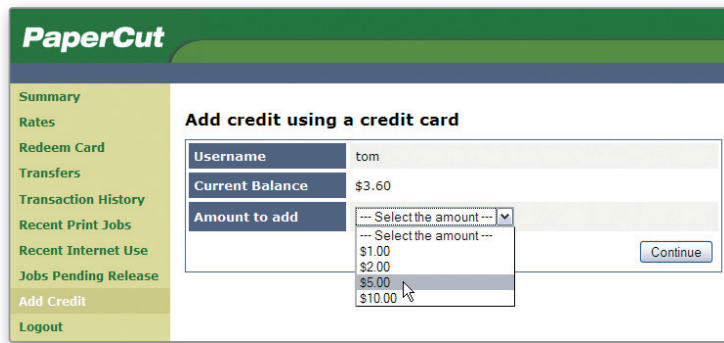 PaperCut
Summary
Rates
Redeem Card
Transfers
Transaction History
Recent Print Jobs
Recent Internet Use
Jobs Pending Release
Add Credit
Logout
Add credit using a credit card
Username tom
Current Balance $3.60
Amount to add --- Select the amount ---
--- Select the amount ---
$1.00
$2.00
$5.00
$10.00
Continue